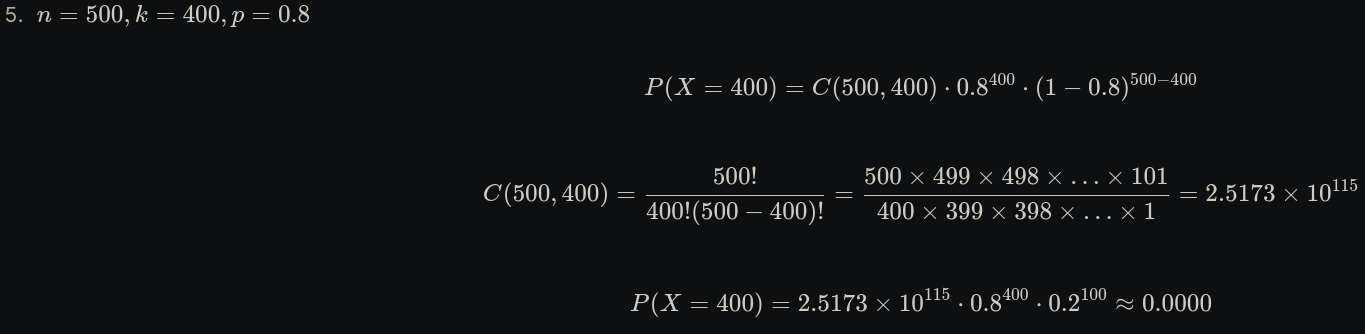 5. n = 500, k = 400, p = 0.8
P(X = 400) = C(500, 400) · 0.8^400 · (1 − 0.8)^{500−400}
C(500, 400) = \frac{500!}{400!(500 − 400)!} = \frac{500 × 499 × 498 × … × 101}{400 × 399 × 398 × … × 1} = 2.5173 × 10^115
P(X = 400) = 2.5173 × 10^115 · 0.8^400 · 0.2^100 ≈ 0.0000